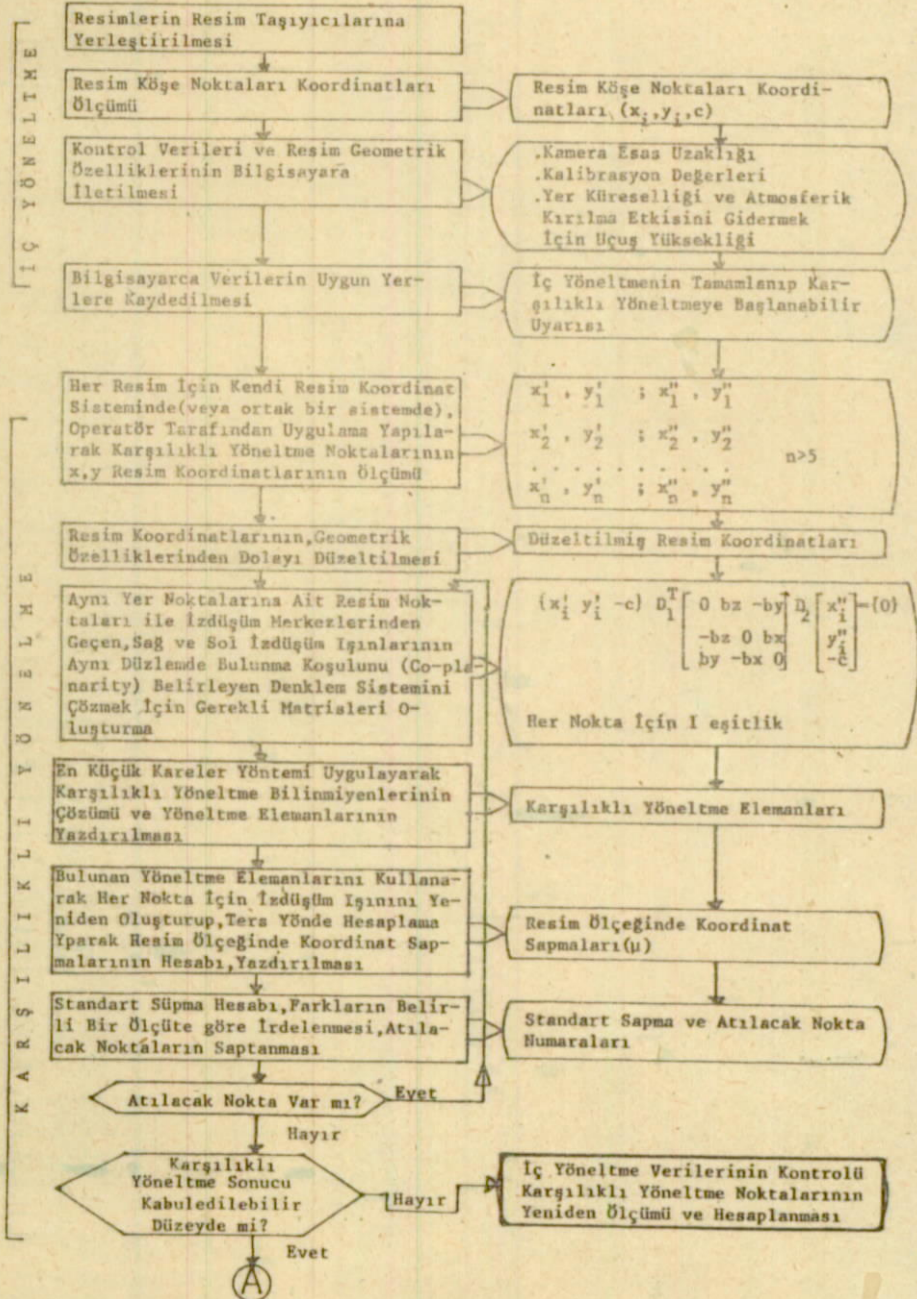 Resimlerin Resim Taşıyıcılarına
Yerleştirilmesi
İÇ YÖNELTME
Resim Köşe Noktaları Koordinatları
Ölçümü
Resim Köşe Noktaları Koordi-
natları (xi,yi,c)
Kontrol Verileri ve Resim Geometrik
Özelliklerinin Bilgisayara
İletilmesi
.Kamera Esas Uzaklığı
.Kalibrasyon Değerleri
.Yer Küreselliği ve Atmosferik
Kırılma Etkisini Gidermek
İçin Uçuş Yüksekliği
Bilgisayarca Verilerin Uygun Yer-
lere Kaydedilmesi
İç Yöneltmenin Tamamlanıp Kar-
şılıklı Yöneltmeye Başlanabilir
Uyarısı
Her Resim İçin Kendi Resim Koordinat
Sisteminde(veya ortak bir sistemde),
Operatör Tarafından Uygulama Yapıla-
rak Karşılıklı Yöneltme Noktalarının
x,y Resim Koordinatlarının Ölçümü
x'1 , y'1 ; x"1 , y"1
x'2 , y'2 ; x"2 , y"2
. . . . . . . . . .
n>5
x'n , y'n ; x"n , y"n
KARŞILIKLI YÖNELME
Resim Koordinatlarının,Geometrik
Özelliklerinden Dolayı Düzeltilmesi
Düzeltilmiş Resim Koordinatları
Aynı Yer Noktalarına Ait Resim Nok-
taları ile İzdüşüm Merkezlerinden
Geçen,Sağ ve Sol İzdüşüm Işınlarının
Aynı Düzlemde Bulunma Koşulunu (Co-pla-
narity) Belirleyen Denklem Sistemini
Çözmek İçin Gerekli Matrisleri O-
luşturma
(x'i y'i -c) D1^T [ 0 bz -by ] D2 [ x"i ] =(0)
-bz 0 bx y"i
by -bx 0 -c
Her Nokta İçin I eşitlik
En Küçük Kareler Yöntemi Uygulayarak
Karşılıklı Yöneltme Bilinmiyenlerinin
Çözümü ve Yöneltme Elemanlarının
Yazdırılması
Karşılıklı Yöneltme Elemanları
Bulunan Yöneltme Elemanlarını Kullana-
rak Her Nokta İçin İzdüşüm Işınını Ye-
niden Oluşturup,Ters Yönde Hesaplama
Yparak Resim Ölçeğinde Koordinat Sap-
malarının Hesabı,Yazdırılması
Resim Ölçeğinde Koordinat
Sapmaları(μ)
Standart Süpma Hesabı,Farkların Belir-
li Bir Ölçüte göre İrdelenmesi,Atıla-
cak Noktaların Saptanması
Standart Sapma ve Atılacak Nokta
Numaraları
Atılacak Nokta Var mı?
Evet
Hayır
Karşılıklı
Yöneltme Sonucu
Kabuledilebilir
Düzeyde mi?
Hayır
İç Yöneltme Verilerinin Kontrolü
Karşılıklı Yöneltme Noktalarının
Yeniden Ölçümü ve Hesaplanması
Evet
A